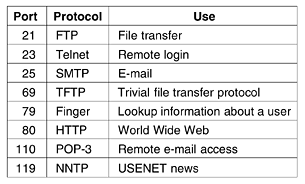 Port Protocol Use
21 FTP File transfer
23 Telnet Remote login
25 SMTP E-mail
69 TFTP Trivial file transfer protocol
79 Finger Lookup information about a user
80 HTTP World Wide Web
110 POP-3 Remote e-mail access
119 NNTP USENET news